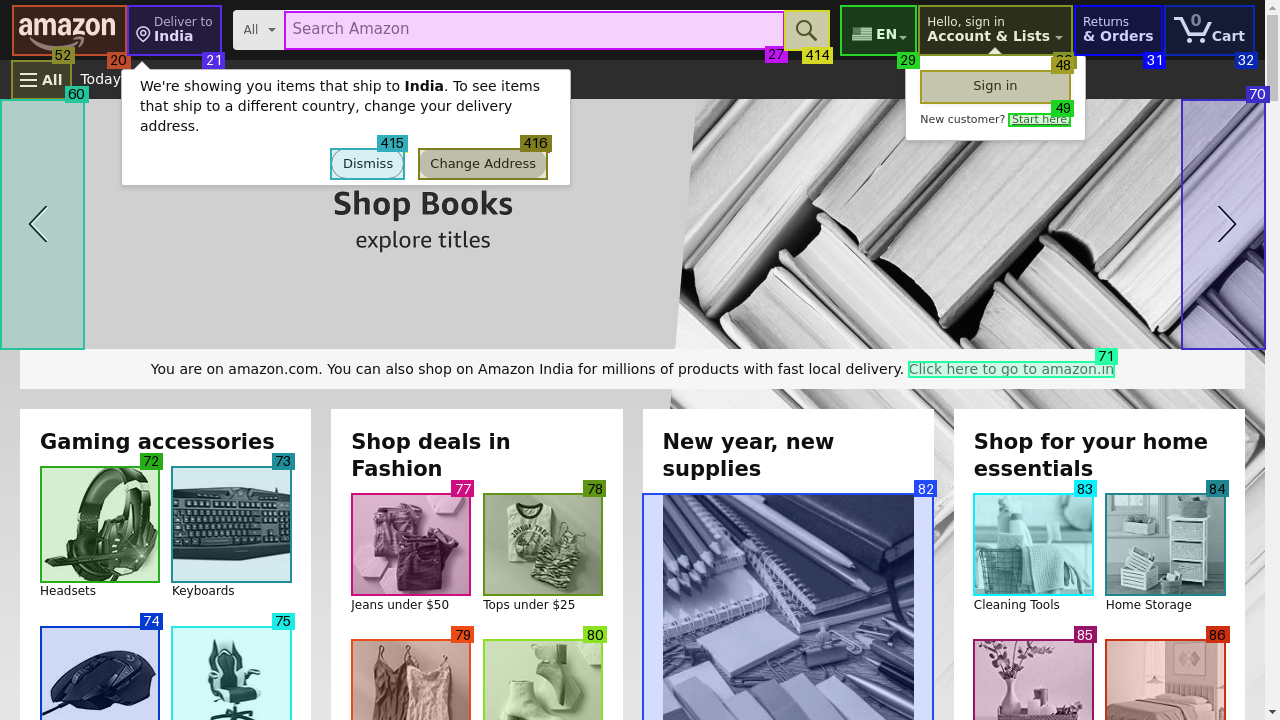 amazon
Deliver to
India
All
Search Amazon
EN
Hello, sign in
Account & Lists
Returns
& Orders
0
Cart
52
20
21
27
414
29
31
32
All
Today
60
We're showing you items that ship to India. To see items
that ship to a different country, change your delivery
address.
415
416
Dismiss
Change Address
48
Sign in
49
New customer? Start here.
70
Shop Books
explore titles
71
You are on amazon.com. You can also shop on Amazon India for millions of products with fast local delivery. Click here to go to amazon.in
Gaming accessories
72
73
Headsets
Keyboards
74
75
Shop deals in
Fashion
77
78
Jeans under $50
Tops under $25
79
80
New year, new
supplies
82
Shop for your home
essentials
83
84
Cleaning Tools
Home Storage
85
86